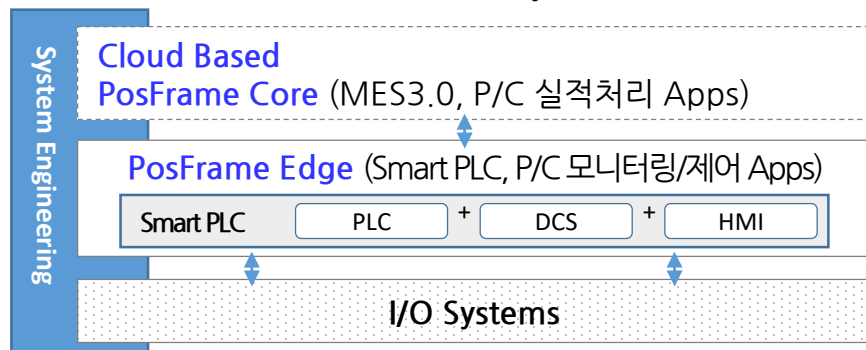 System Engineering
Cloud Based
PosFrame Core (MES3.0, P/C 실적처리 Apps)
PosFrame Edge (Smart PLC, P/C 모니터링/제어 Apps)
Smart PLC PLC + DCS + HMI
I/O Systems